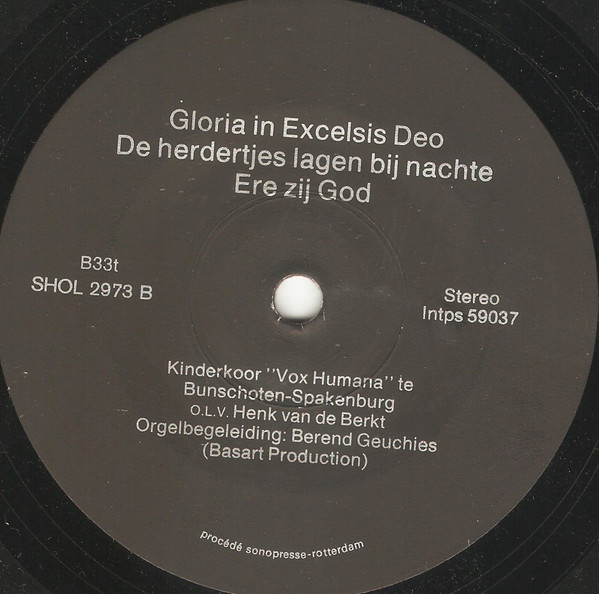 Gloria in Excelsis Deo
De herdertjes lagen bij nachte
Ere zij God
B33t
SHOL 2973 B
Stereo
Intps 59037
Kinderkoor "Vox Humana" te
Bunschoten-Spakenburg
O.L.V. Henk van de Berkt
Orgelbegeleiding: Berend Geuchies
(Basart Production)
procédé sonopresse-rotterdam